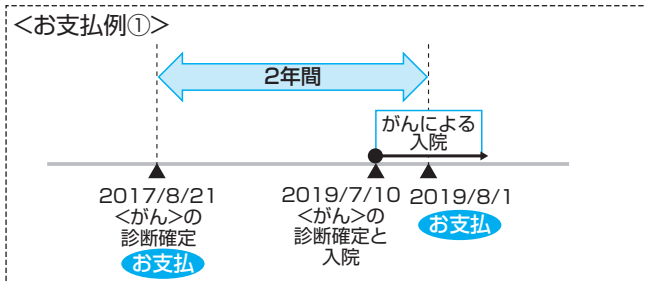 ＜お支払例①＞
2年間
がんによる
入院
2017/8/21
＜がん＞の
診断確定
お支払
2019/7/10
＜がん＞の
診断確定と
入院
2019/8/1
お支払